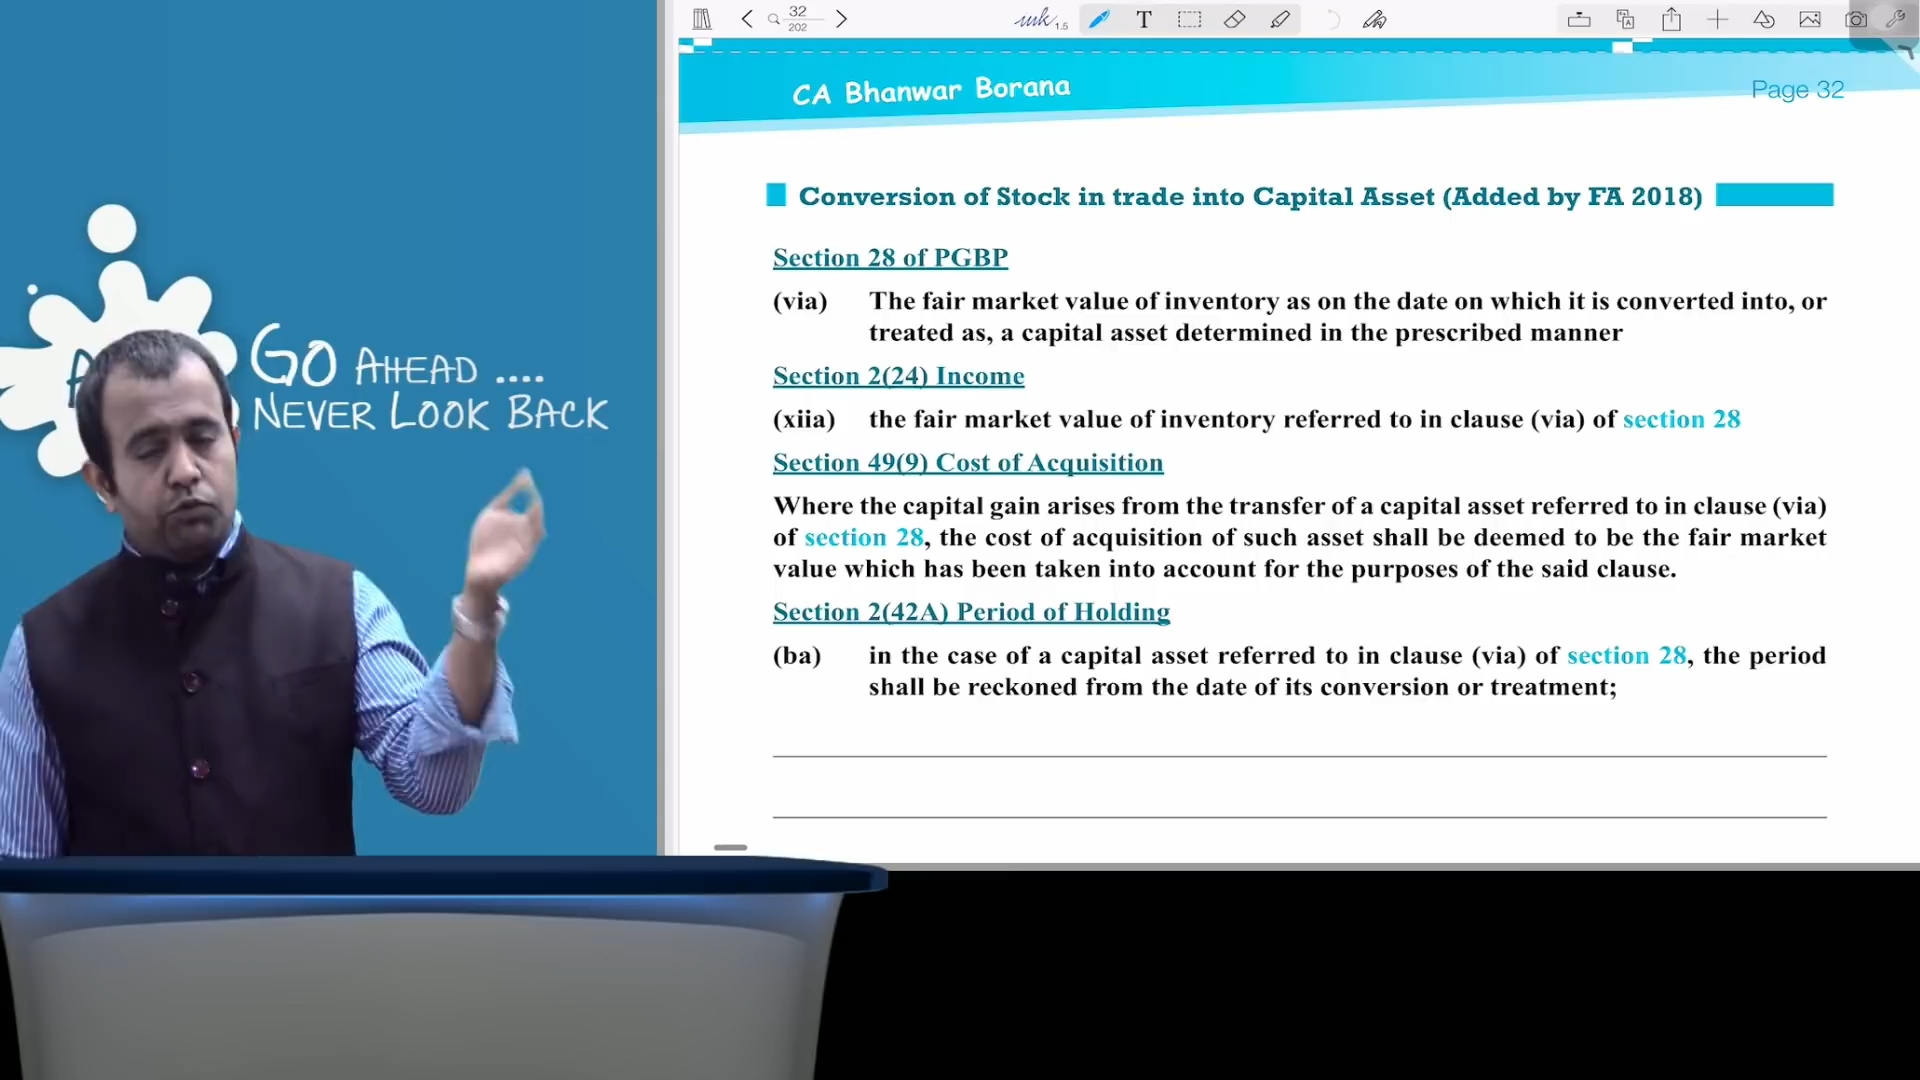 32
202
1.5
T
CA Bhanwar Borana
Page 32
Conversion of Stock in trade into Capital Asset (Added by FA 2018)
Section 28 of PGBP
(via) The fair market value of inventory as on the date on which it is converted into, or
treated as, a capital asset determined in the prescribed manner
Section 2(24) Income
(xiia) the fair market value of inventory referred to in clause (via) of section 28
Section 49(9) Cost of Acquisition
Where the capital gain arises from the transfer of a capital asset referred to in clause (via)
of section 28, the cost of acquisition of such asset shall be deemed to be the fair market
value which has been taken into account for the purposes of the said clause.
Section 2(42A) Period of Holding
(ba) in the case of a capital asset referred to in clause (via) of section 28, the period
shall be reckoned from the date of its conversion or treatment;
GO AHEAD ....
NEVER LOOK BACK